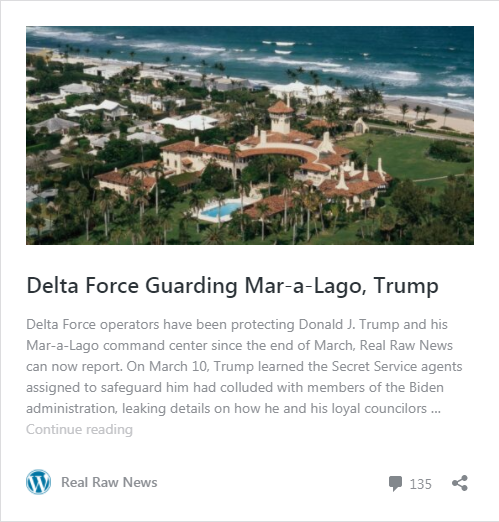 Delta Force Guarding Mar-a-Lago, Trump
Delta Force operators have been protecting Donald J. Trump and his
Mar-a-Lago command center since the end of March, Real Raw News
can now report. On March 10, Trump learned the Secret Service agents
assigned to safeguard him had colluded with members of the Biden
administration, leaking details on how he and his loyal councilors ...
Continue reading
Real Raw News
135